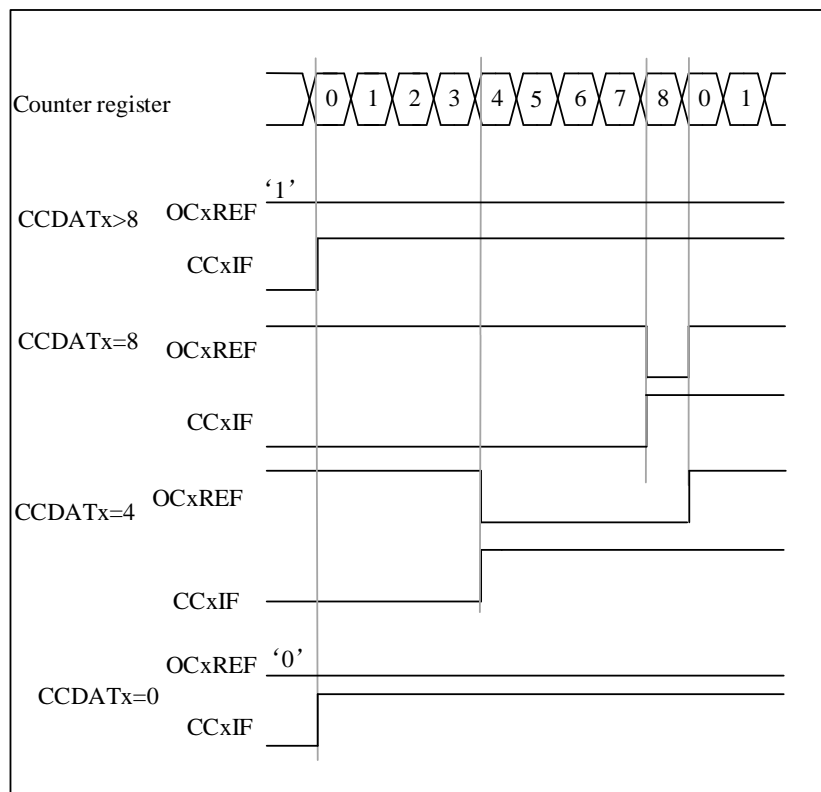 Counter register
0 1 2 3 4 5 6 7 8 0 1
CCDATx>8
OCxREF
‘1’
CCxIF
CCDATx=8
OCxREF
CCxIF
CCDATx=4
OCxREF
CCxIF
CCDATx=0
OCxREF
‘0’
CCxIF